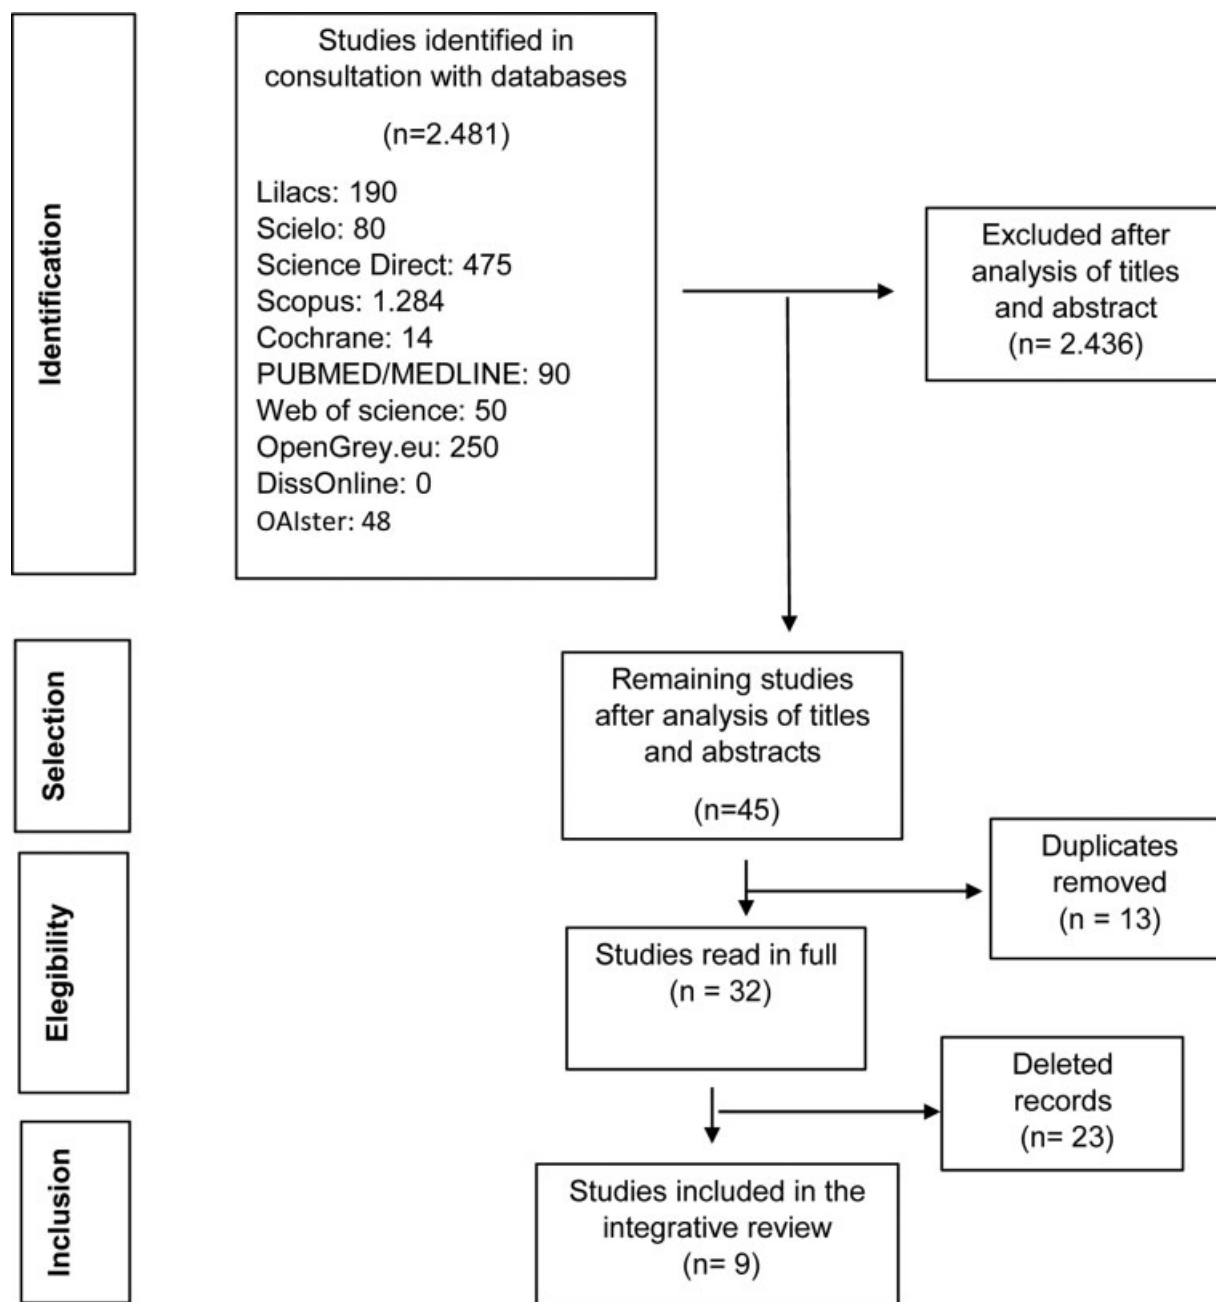 Identification
Studies identified in
consultation with databases
(n=2.481)
Lilacs: 190
Scielo: 80
Science Direct: 475
Scopus: 1.284
Cochrane: 14
PUBMED/MEDLINE: 90
Web of science: 50
OpenGrey.eu: 250
DissOnline: 0
OAIster: 48
Excluded after
analysis of titles
and abstract
(n= 2.436)
Selection
Remaining studies
after analysis of titles
and abstracts
(n=45)
Duplicates
removed
(n = 13)
Elegibility
Studies read in full
(n = 32)
Deleted
records
(n= 23)
Inclusion
Studies included in the
integrative review
(n= 9)